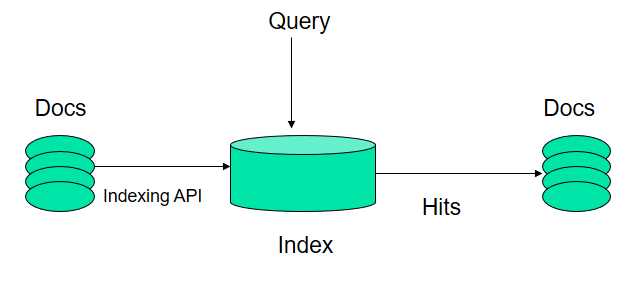 Query
Docs
Docs
Indexing API
Hits
Index